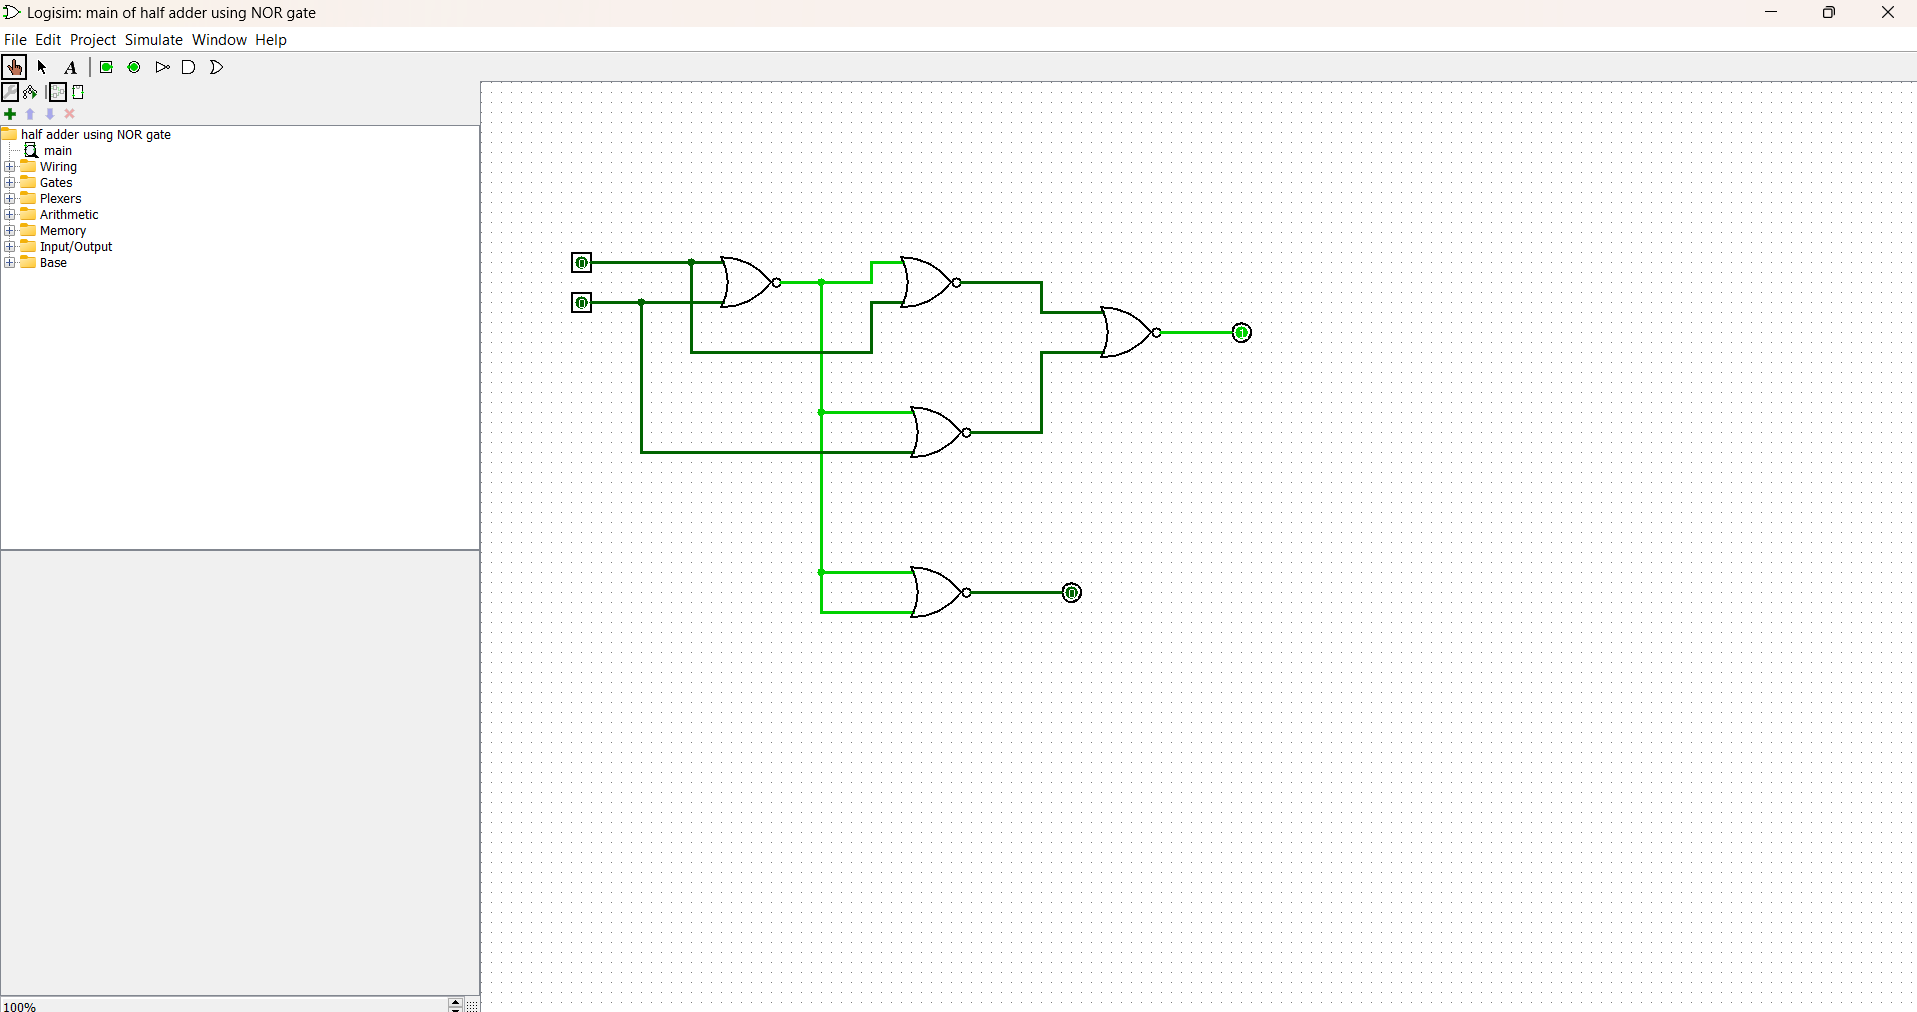 Logisim: main of half adder using NOR gate
File Edit Project Simulate Window Help
A
half adder using NOR gate
main
Wiring
Gates
Plexers
Arithmetic
Memory
Input/Output
Base
0
0
1
0
100%